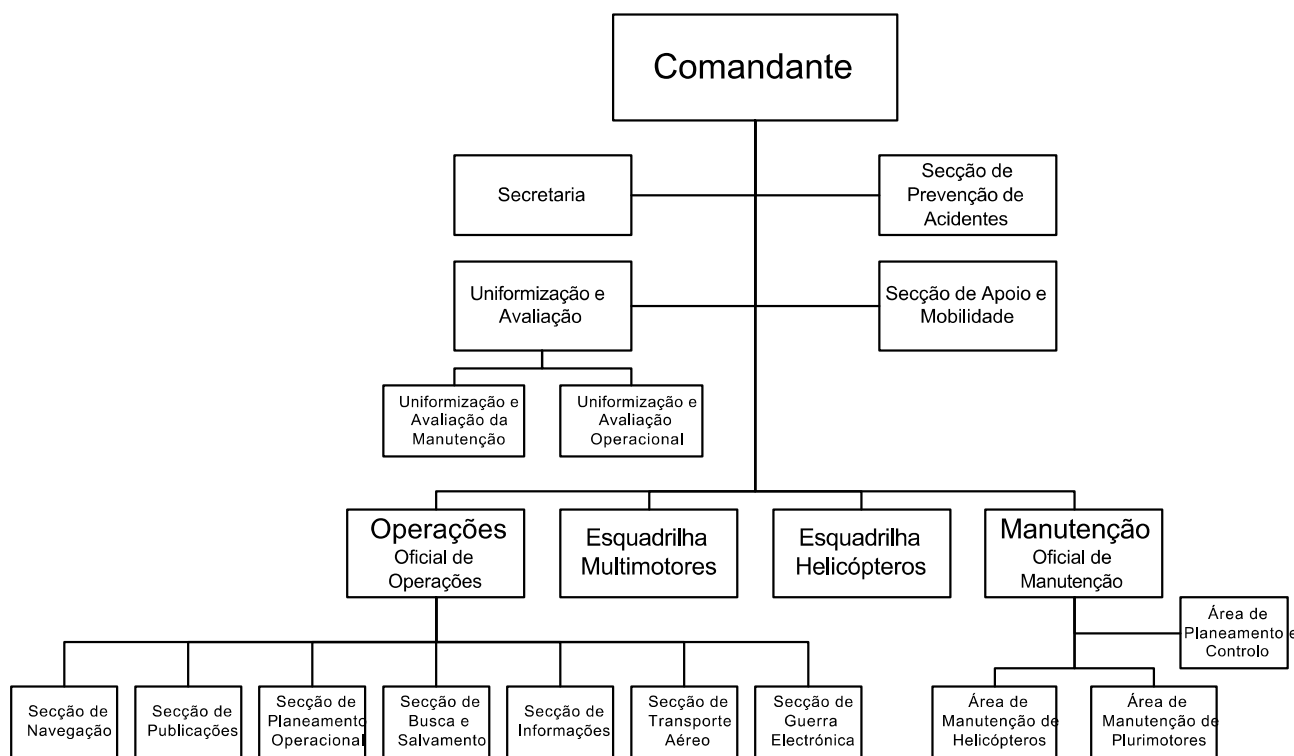 Comandante
Secretaria
Secção de
Prevenção de
Acidentes
Uniformização e
Avaliação
Secção de Apoio e
Mobilidade
Uniformização e
Avaliação da
Manutenção
Uniformização e
Avaliação
Operacional
Operações
Oficial de
Operações
Esquadrilha
Multimotores
Esquadrilha
Helicópteros
Manutenção
Oficial de
Manutenção
Área de
Planeamento e
Controlo
Secção de
Navegação
Secção de
Publicações
Secção de
Planeamento
Operacional
Secção de
Busca e
Salvamento
Secção de
Informações
Secção de
Transporte
Aéreo
Secção de
Guerra
Electrónica
Área de
Manutenção de
Helicópteros
Área de
Manutenção de
Plurimotores